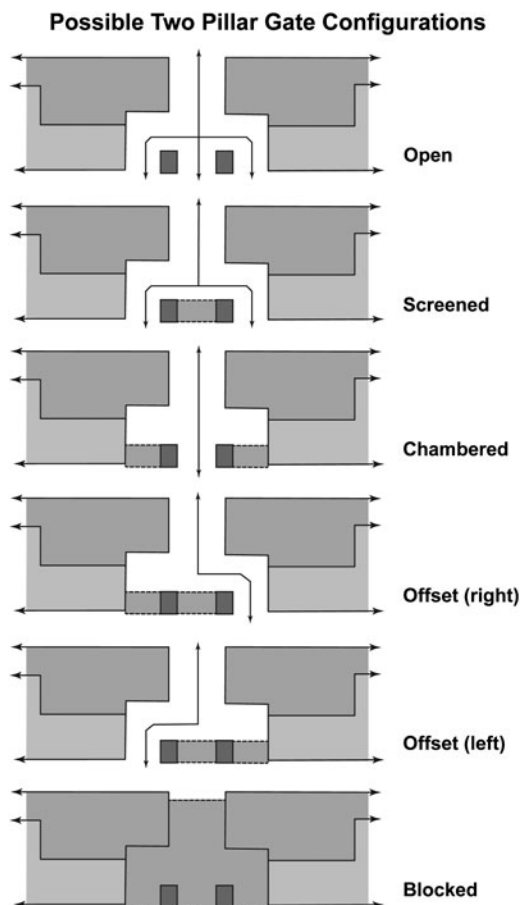 Possible Two Pillar Gate Configurations
Open
Screened
Chambered
Offset (right)
Offset (left)
Blocked